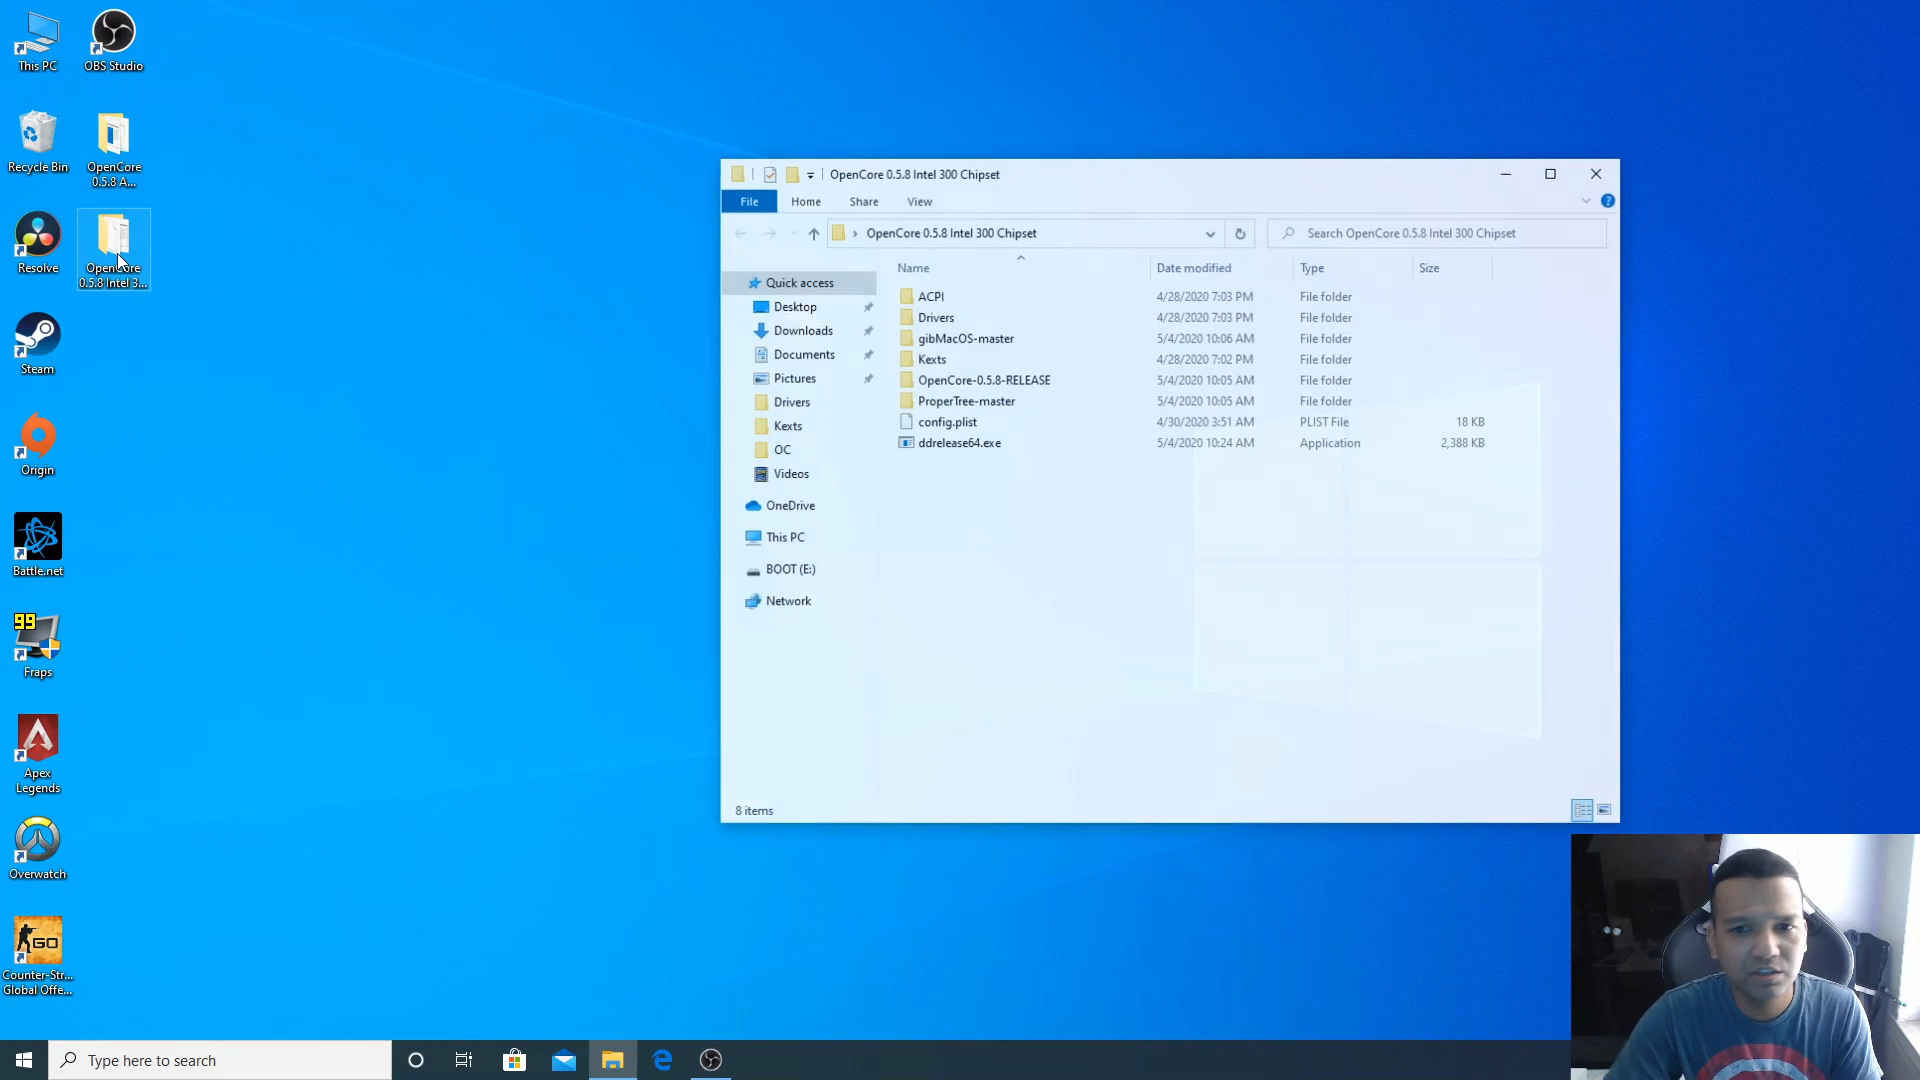 This PC
OBS Studio
Recycle Bin
OpenCore
0.5.8 A...
Resolve
OpenCore
0.5.8 Intel 3...
Steam
Origin
Battle.net
99
Fraps
Apex
Legends
Overwatch
GO
Counter-Str...
Global Offe...
OpenCore 0.5.8 Intel 300 Chipset
File
Home
Share
View
OpenCore 0.5.8 Intel 300 Chipset
Search OpenCore 0.5.8 Intel 300 Chipset
Name
Date modified
Type
Size
Quick access
Desktop
Downloads
Documents
Pictures
Drivers
Kexts
OC
Videos
OneDrive
This PC
BOOT (E:)
Network
ACPI 4/28/2020 7:03 PM File folder
Drivers 4/28/2020 7:03 PM File folder
gibMacOS-master 5/4/2020 10:06 AM File folder
Kexts 4/28/2020 7:02 PM File folder
OpenCore-0.5.8-RELEASE 5/4/2020 10:05 AM File folder
ProperTree-master 5/4/2020 10:05 AM File folder
config.plist 4/30/2020 3:51 AM PLIST File 18 KB
ddrelease64.exe 5/4/2020 10:24 AM Application 2,388 KB
8 items
Type here to search